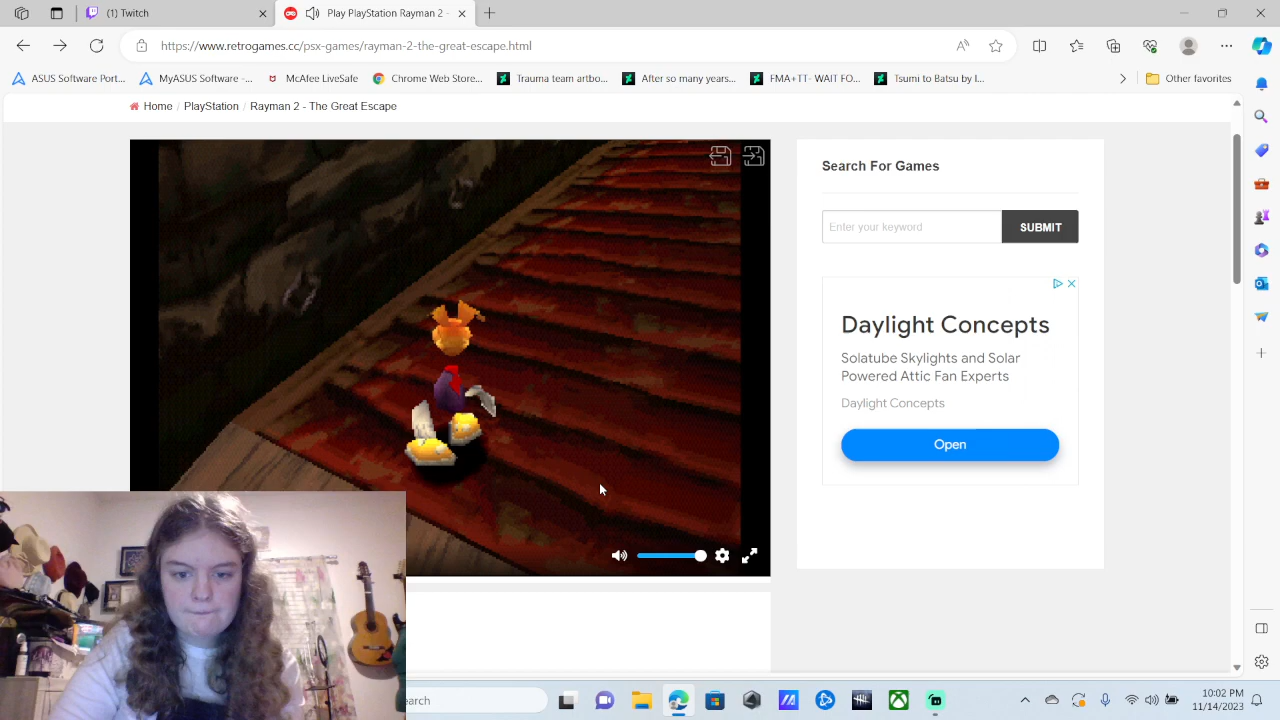 (1) Twitch
Play PlayStation Rayman 2 -
https://www.retrogames.cc/psx-games/rayman-2-the-great-escape.html
ASUS Software Port...
MyASUS Software -...
McAfee LiveSafe
Chrome Web Store...
Trauma team artbo...
After so many years...
FMA+TT- WAIT FO...
Tsumi to Batsu by I...
Other favorites
Home / PlayStation / Rayman 2 - The Great Escape
Search For Games
Enter your keyword
SUBMIT
Daylight Concepts
Solatube Skylights and Solar
Powered Attic Fan Experts
Daylight Concepts
Open
earch
10:02 PM
11/14/2023